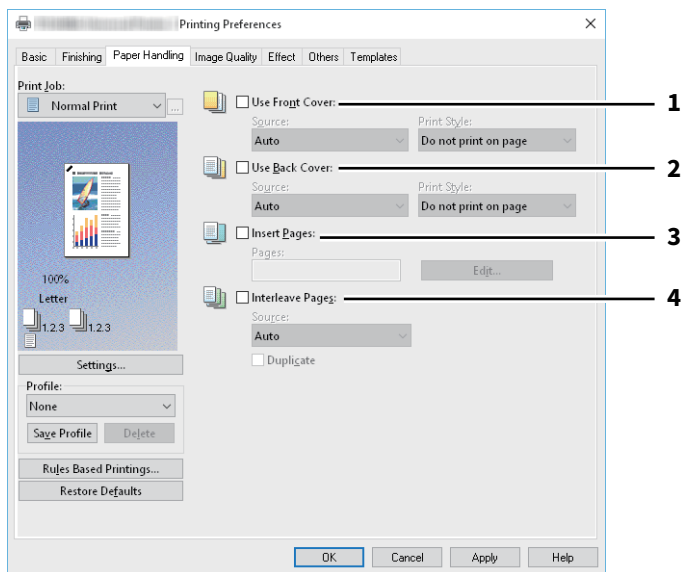 Printing Preferences
Basic Finishing Paper Handling Image Quality Effect Others Templates
Print Job:
Normal Print ...
100%
Letter
1.2.3 1.2.3
Settings...
Profile:
None
Save Profile Delete
Rules Based Printings...
Restore Defaults
Use Front Cover: 1
Source: Print Style:
Auto Do not print on page
Use Back Cover: 2
Source: Print Style:
Auto Do not print on page
Insert Pages: 3
Pages:
Edit...
Interleave Pages: 4
Source:
Auto
Duplicate
OK Cancel Apply Help